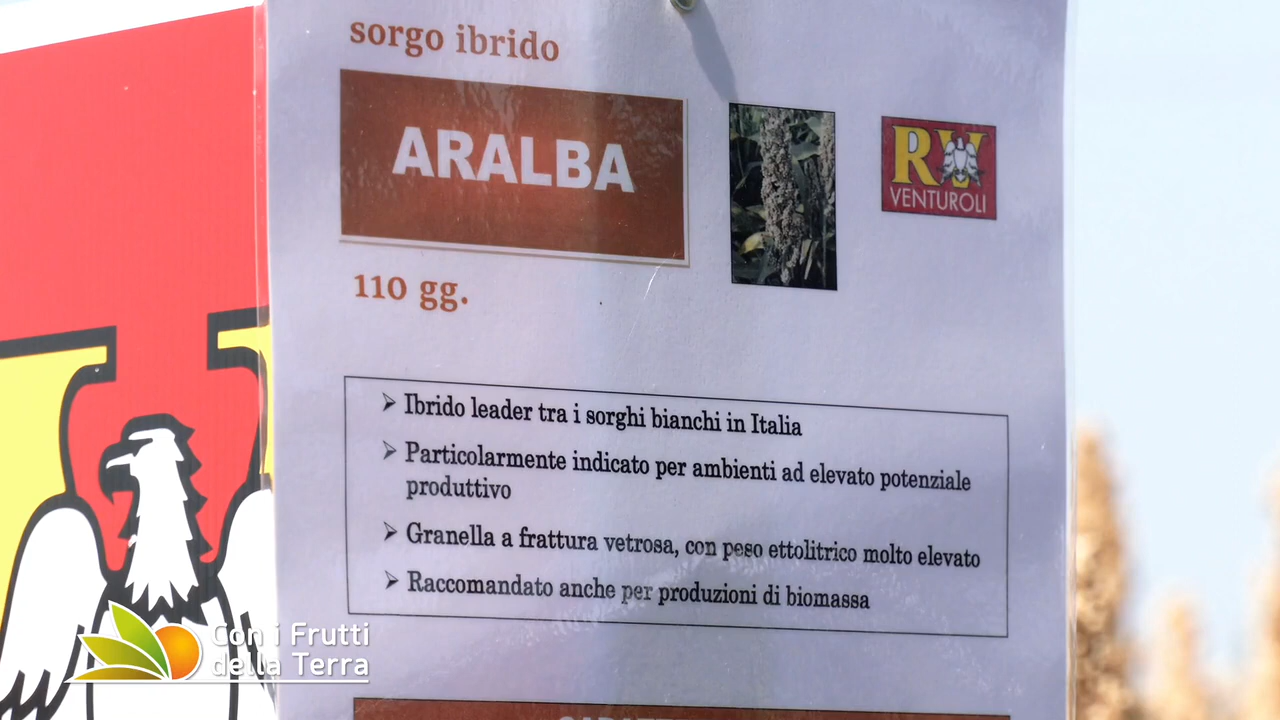 sorgo ibrido
ARALBA
RV
VENTUROLI
110 gg.
Ibrido leader tra i sorghi bianchi in Italia
Particolarmente indicato per ambienti ad elevato potenziale
produttivo
Granella a frattura vetrosa, con peso ettolitrico molto elevato
Raccomandato anche per produzioni di biomassa
Con i Frutti
della Terra